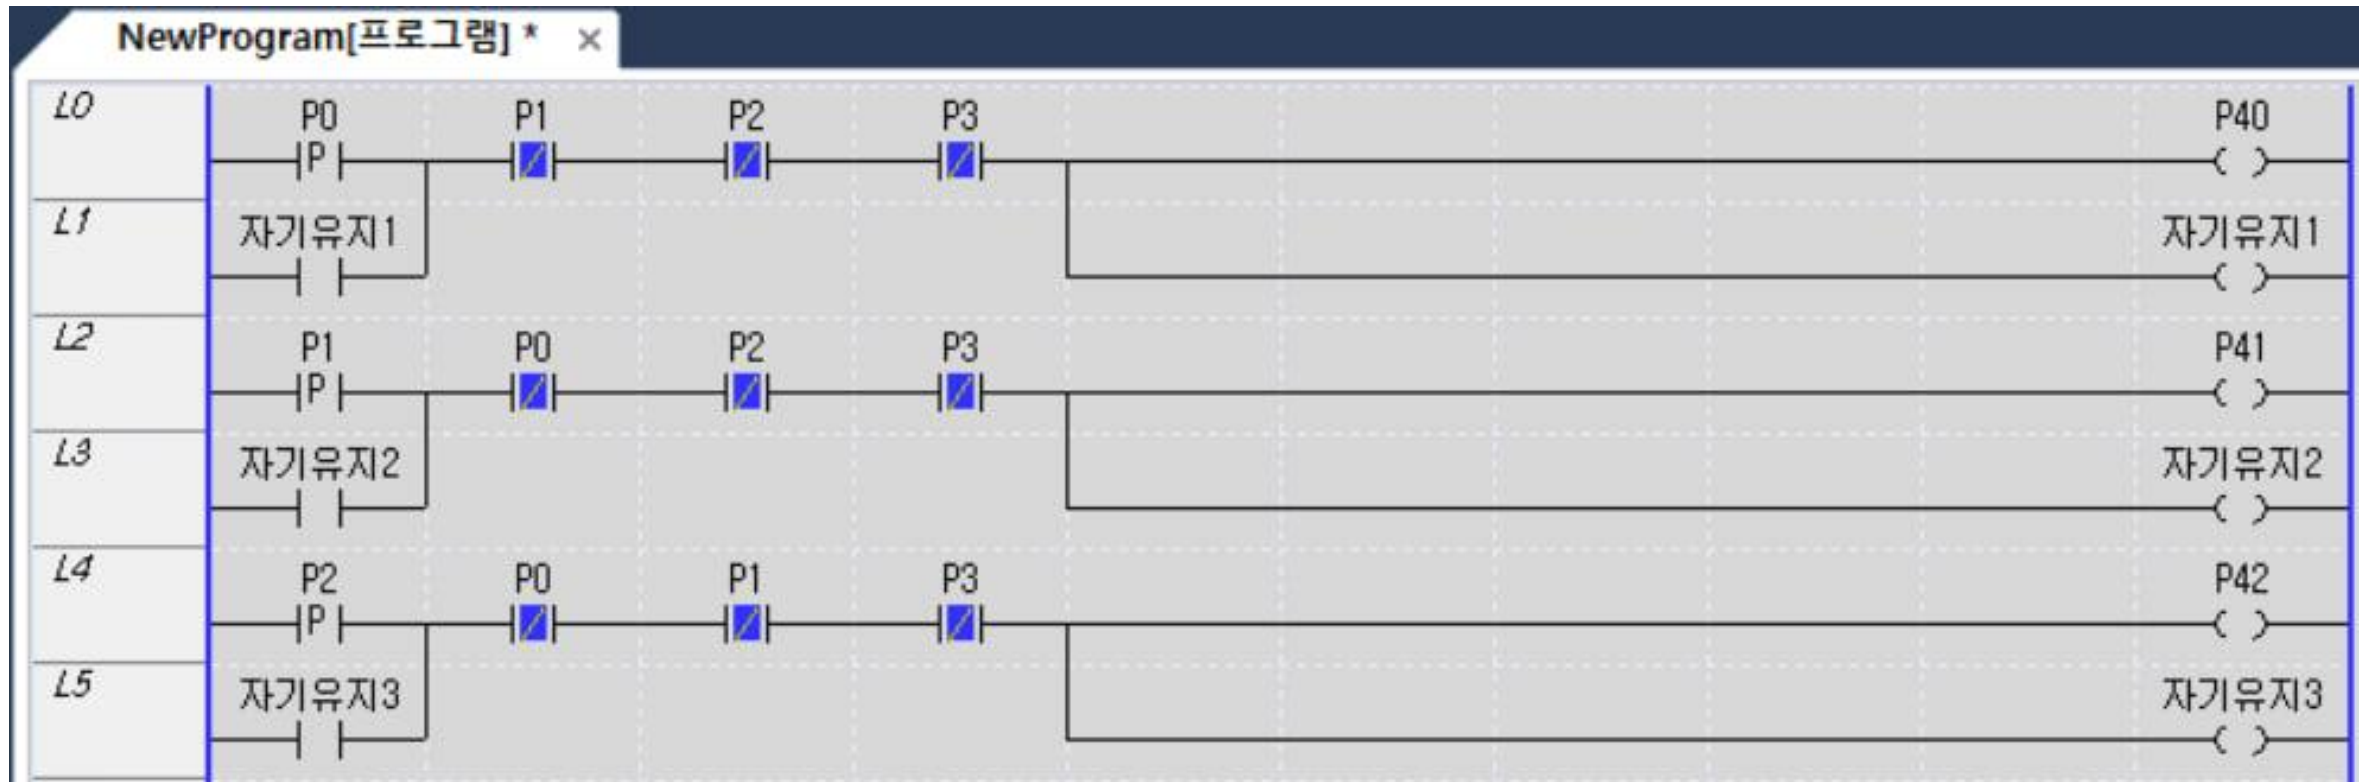 NewProgram[프로그램] * ×
L0 P0 P1 P2 P3 P40
P
L1 자기유지1 자기유지1
L2 P1 P0 P2 P3 P41
P
L3 자기유지2 자기유지2
L4 P2 P0 P1 P3 P42
P
L5 자기유지3 자기유지3